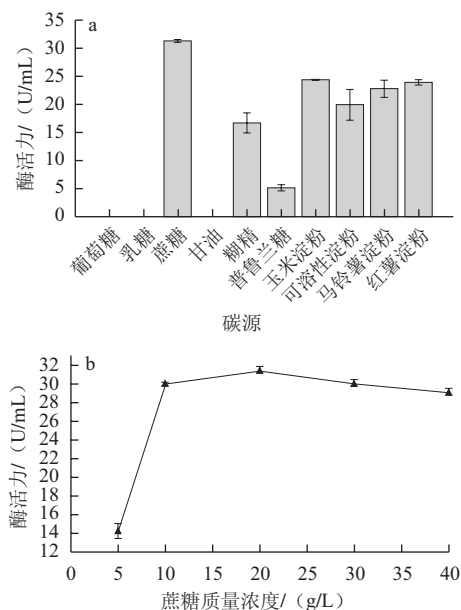 a
35
30
25
20
15
10
5
0
酶活力/（U/mL）
葡萄糖
乳糖
蔗糖
甘油
糊精
普鲁兰糖
玉米淀粉
可溶性淀粉
马铃薯淀粉
红薯淀粉
碳源
b
32
30
28
26
24
22
20
18
16
14
12
酶活力/（U/mL）
0 5 10 15 20 25 30 35 40
蔗糖质量浓度/（g/L）